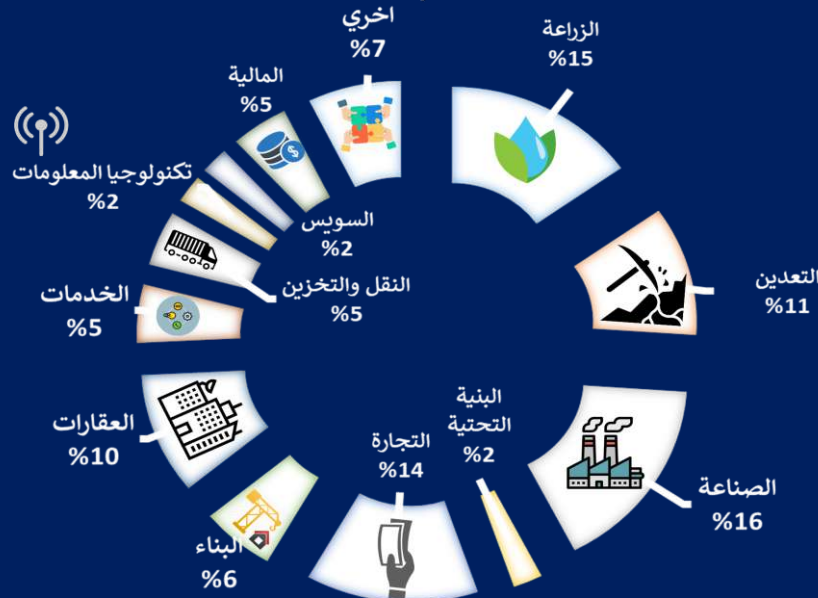 اخري
%7
الزراعة
%15
المالية
%5
تكنولوجيا المعلومات
%2
السويس
%2
النقل والتخزين
%5
الخدمات
%5
التعدين
%11
العقارات
%10
البنية
التحتية
%2
التجارة
%14
الصناعة
%16
البناء
%6